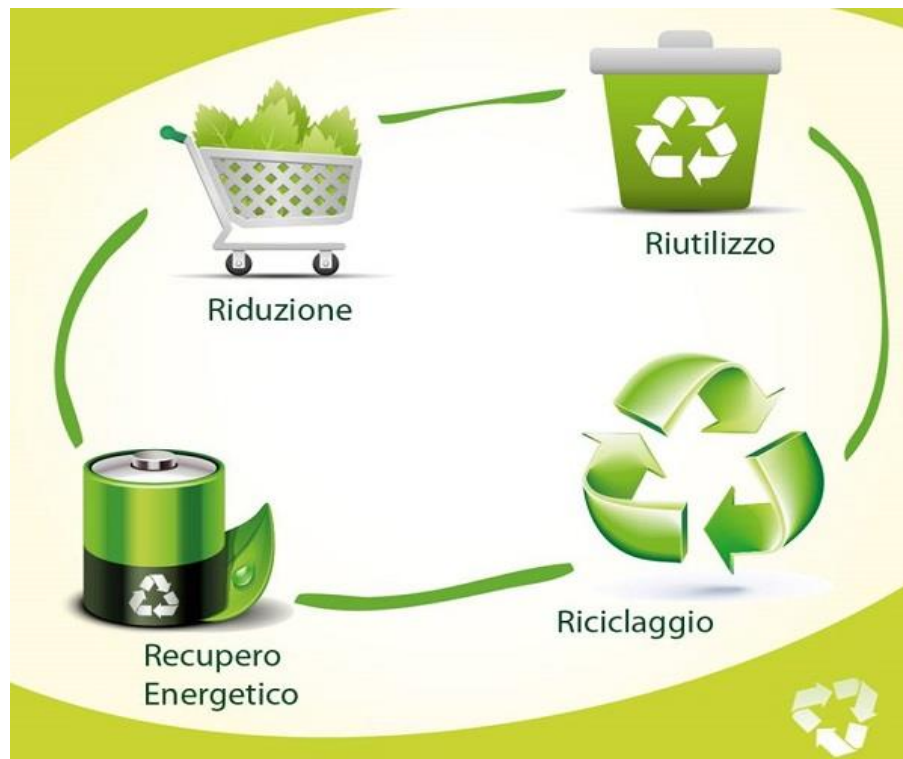 Riduzione
Riutilizzo
Riciclaggio
Recupero
Energetico